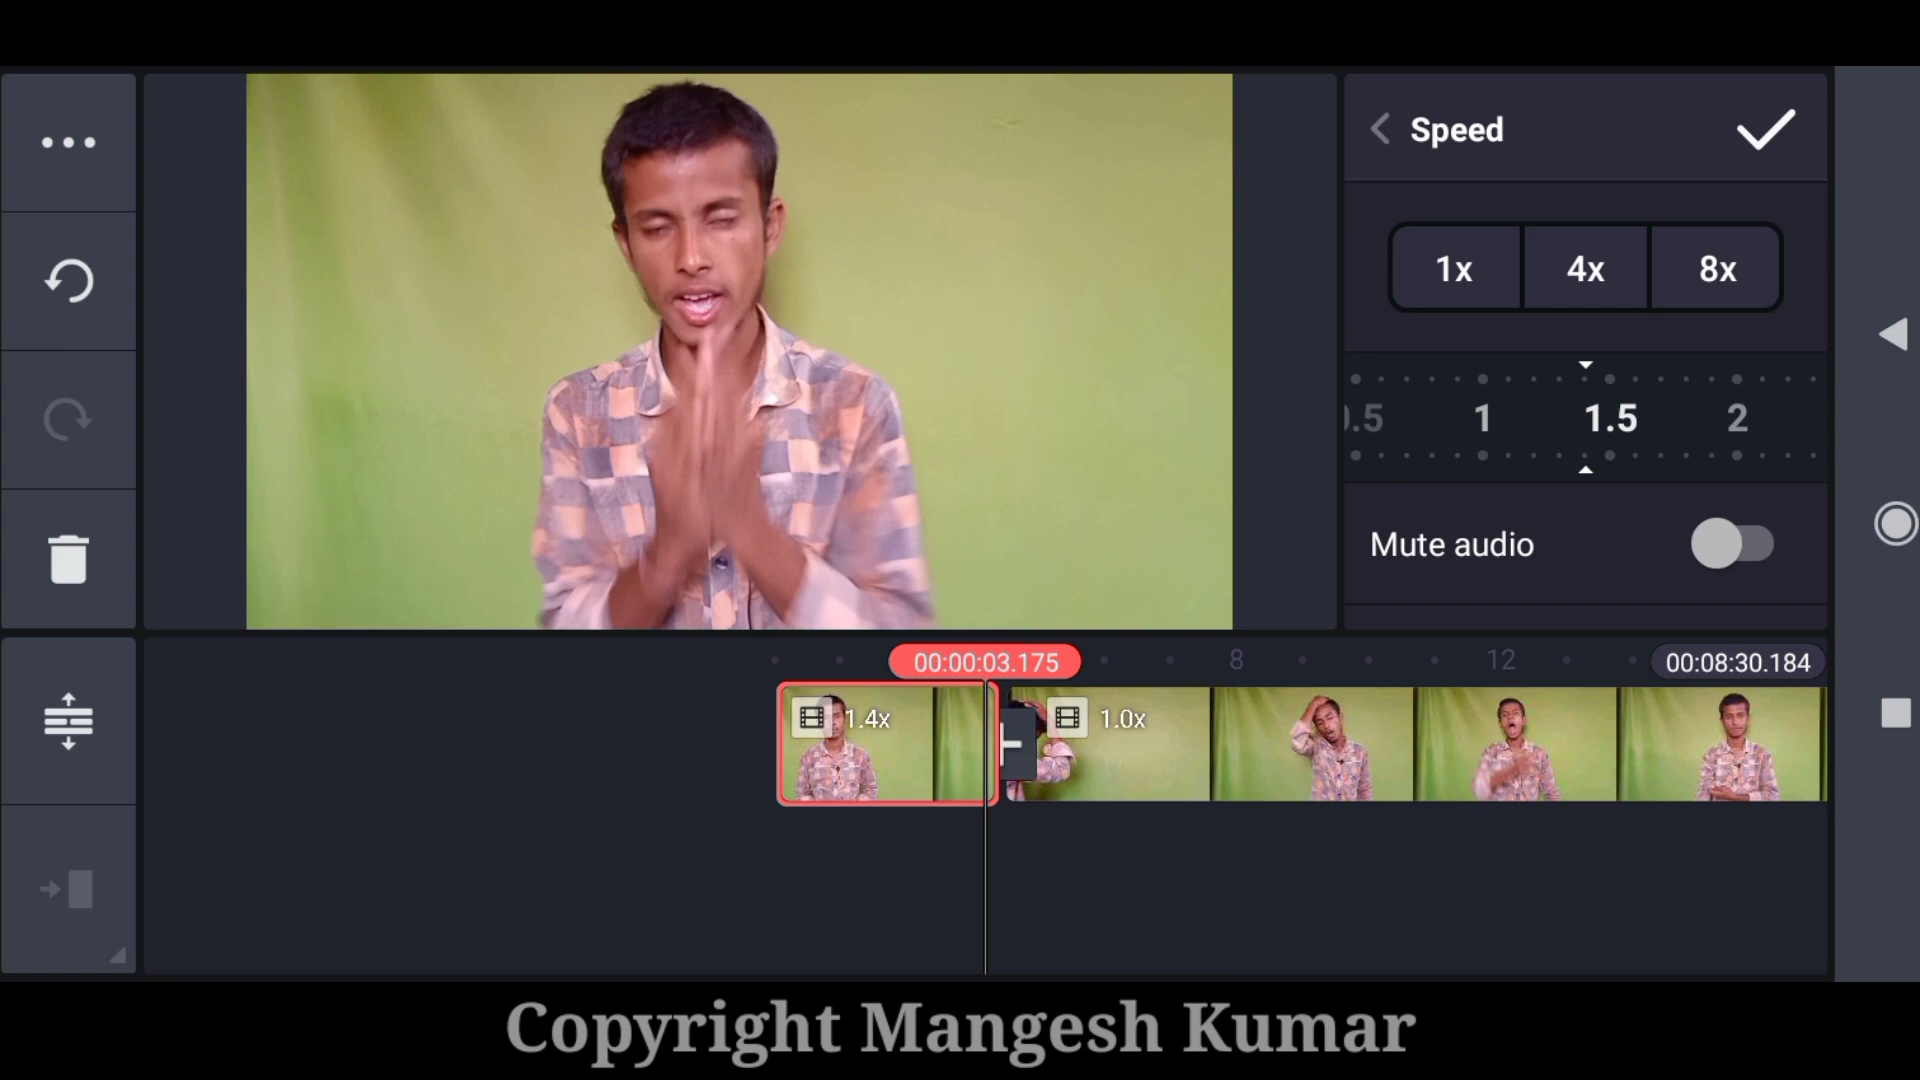 Speed
1x 4x 8x
0.5 1 1.5 2
Mute audio
00:00:03.175 8 12 00:08:30.184
1.4x 1.0x
Copyright Mangesh Kumar